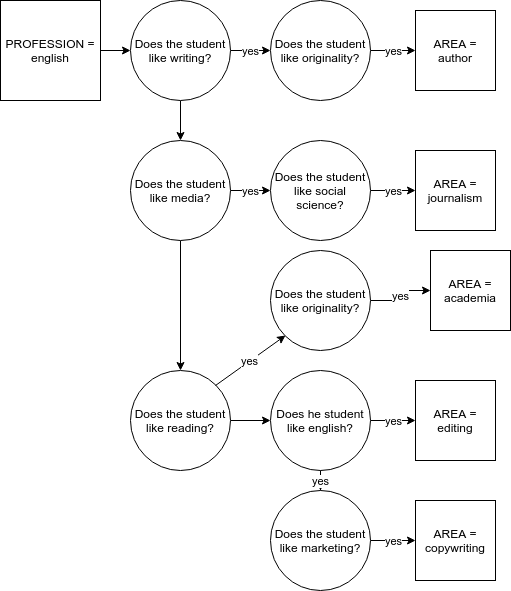 PROFESSION =
english
Does the student
like writing?
yes
Does the student
like originality?
yes
AREA =
author
Does the student
like media?
yes
Does the student
like social
science?
yes
AREA =
journalism
Does the student
like originality?
yes
AREA =
academia
yes
Does the student
like reading?
Does he student
like english?
yes
AREA =
editing
yes
Does the student
like marketing?
yes
AREA =
copywriting